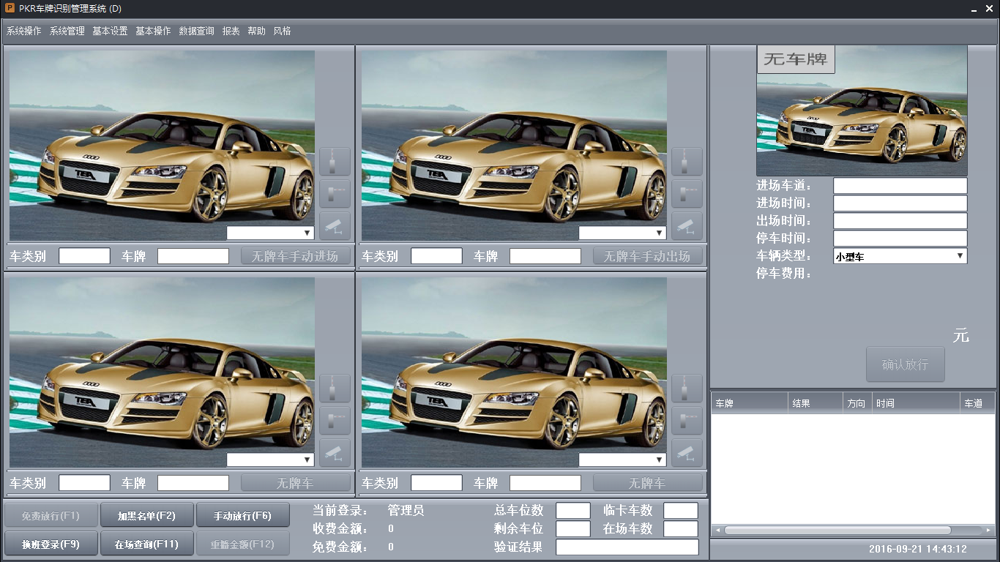 PKR车牌识别管理系统 (D)
系统操作 系统管理 基本设置 基本操作 数据查询 报表 帮助 风格
TBA
车类别 车牌 无牌车手动进场
TBA
车类别 车牌 无牌车手动出场
TBA
车类别 车牌 无牌车
TBA
车类别 车牌 无牌车
无车牌
TBA
进场车道：
进场时间：
出场时间：
停车时间：
车辆类型： 小型车
停车费用：
元
确认放行
车牌 结果 方向 时间 车道
免费放行(F1) 加黑名单(F2) 手动放行(F6)
换班登录(F9) 在场查询(F11) 重播金额(F12)
当前登录： 管理员
收费金额： 0
免费金额： 0
总车位数 临卡车数
剩余车位 在场车数
验证结果
2016-09-21 14:43:12